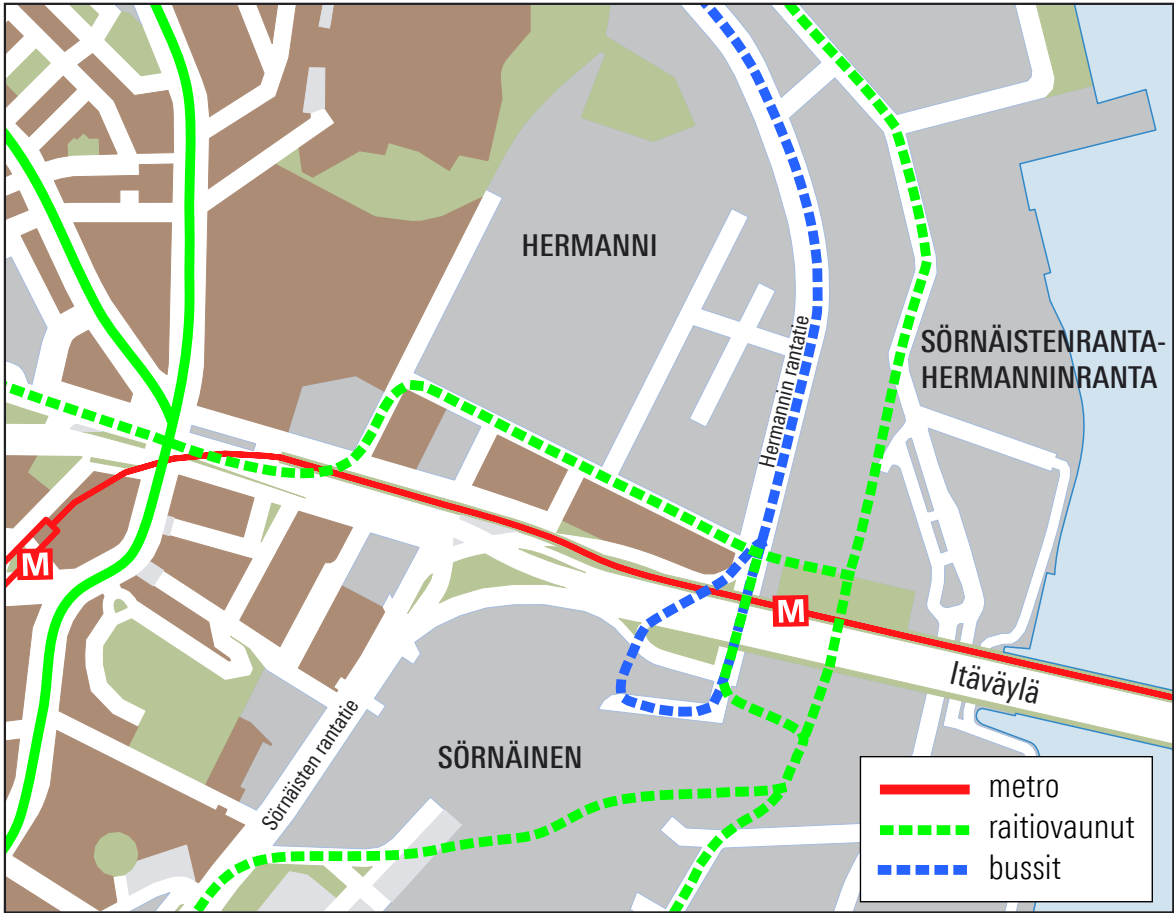 HERMANNI
Hermannin rantatie
SÖRNÄISTENRANTA-
HERMANNINRANTA
M
M
Itäväylä
SÖRNÄINEN
Sörnäisten rantatie
metro
raitiovaunut
bussit